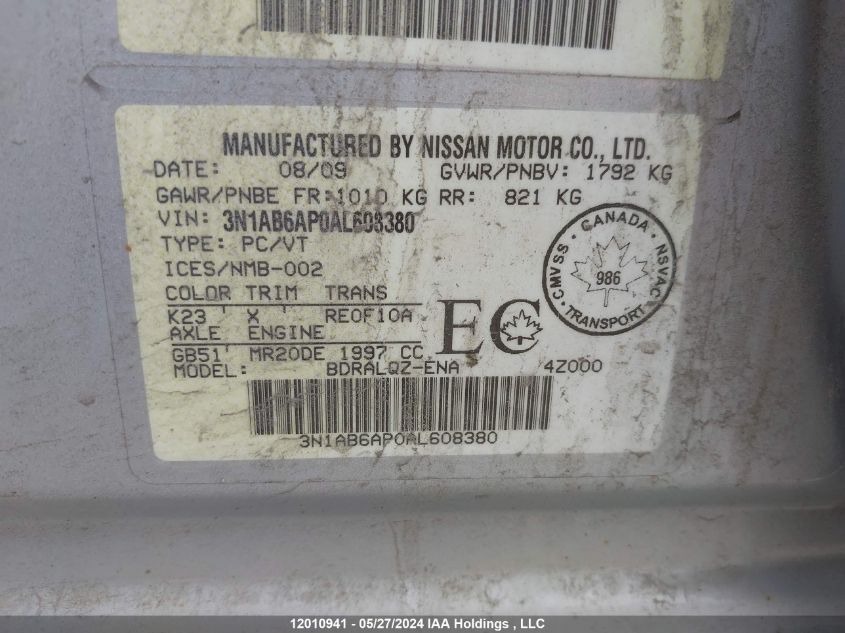 MANUFACTURED BY NISSAN MOTOR CO., LTD.
DATE: 08/09 GVWR/PNBV: 1792 KG
GAWR/PNBE FR:1010 KG RR: 821 KG
VIN: 3N1AB6AP0AL608380
TYPE: PC/VT
ICES/NMB-002
COLOR TRIM TRANS
K23 ' X ' RE0F10A
AXLE ENGINE
GB51' MR20DE 1997 CC
MODEL: BDRALQZ-ENA 4Z000
EC
CANADA
CMVSS • NSVAC
986
TRANSPORT
3N1AB6AP0AL608380
12010941 - 05/27/2024 IAA Holdings , LLC